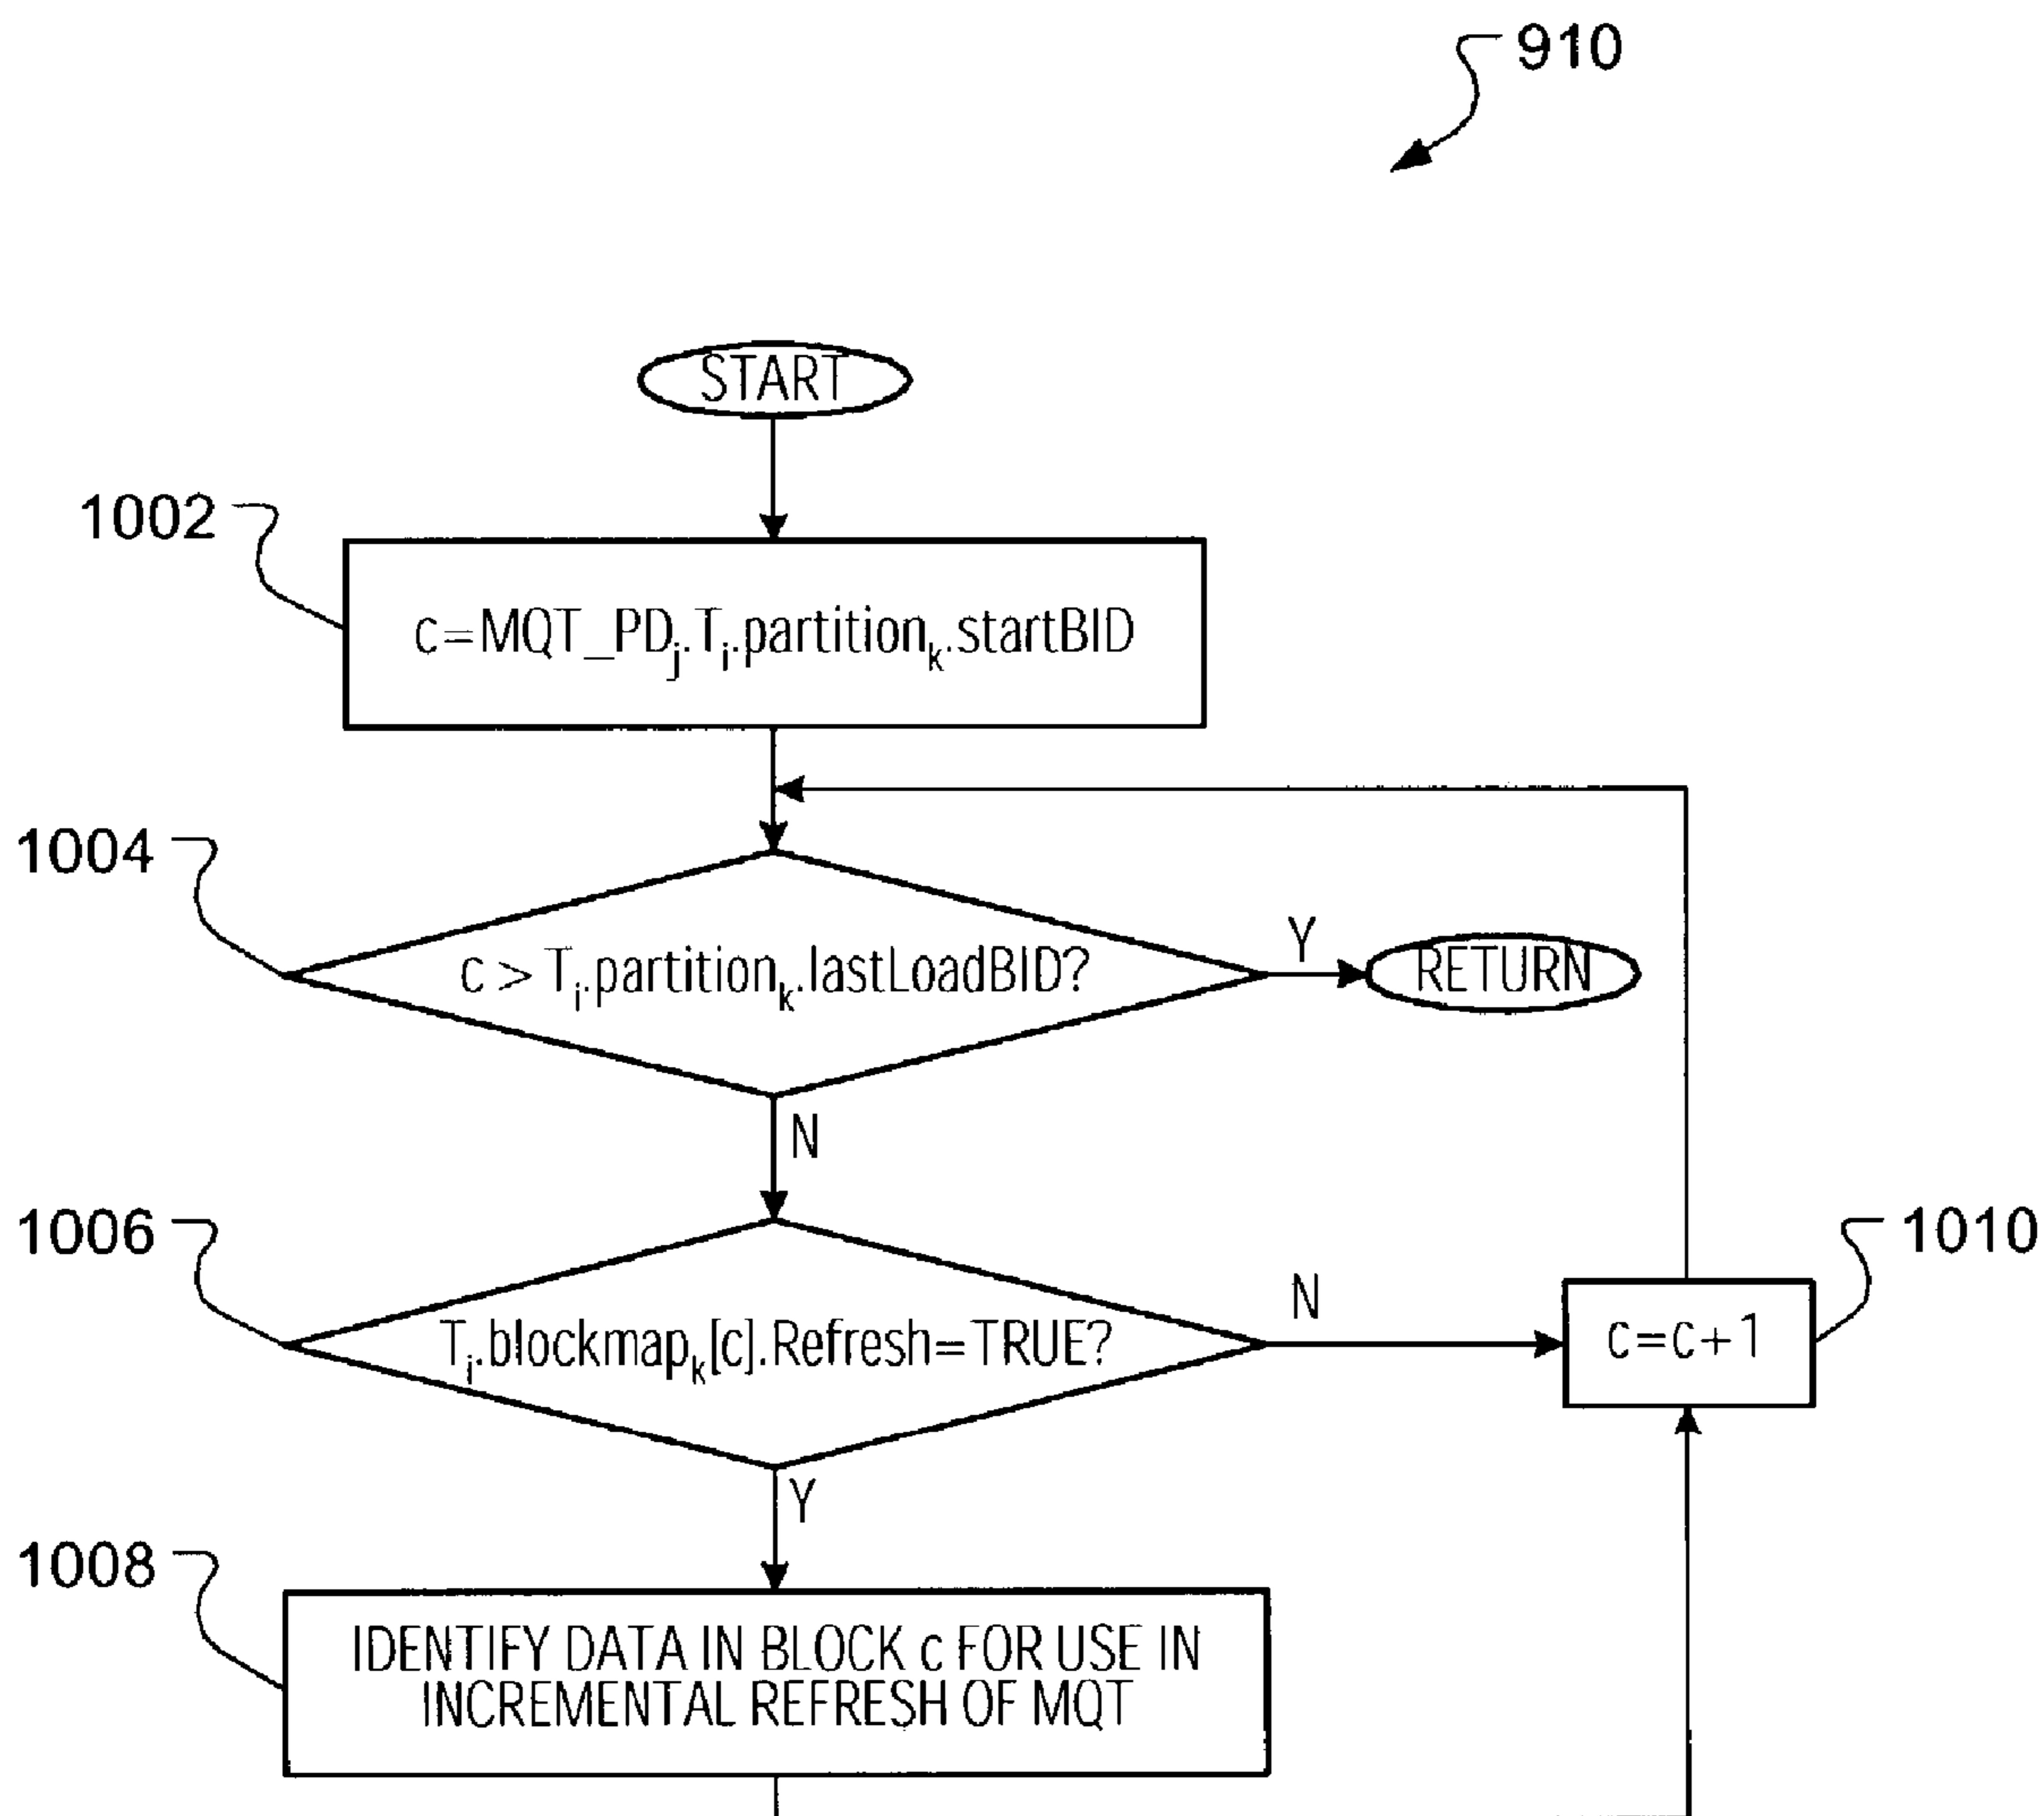 910
START
1002
c=MQT_PDj.Ti.partitionk.startBID
1004
c > Ti.partitionk.lastLoadBID?
Y
RETURN
N
1006
Ti.blockmapk[c].Refresh=TRUE?
N
1010
c=c+1
Y
1008
IDENTIFY DATA IN BLOCK c FOR USE IN
INCREMENTAL REFRESH OF MQT